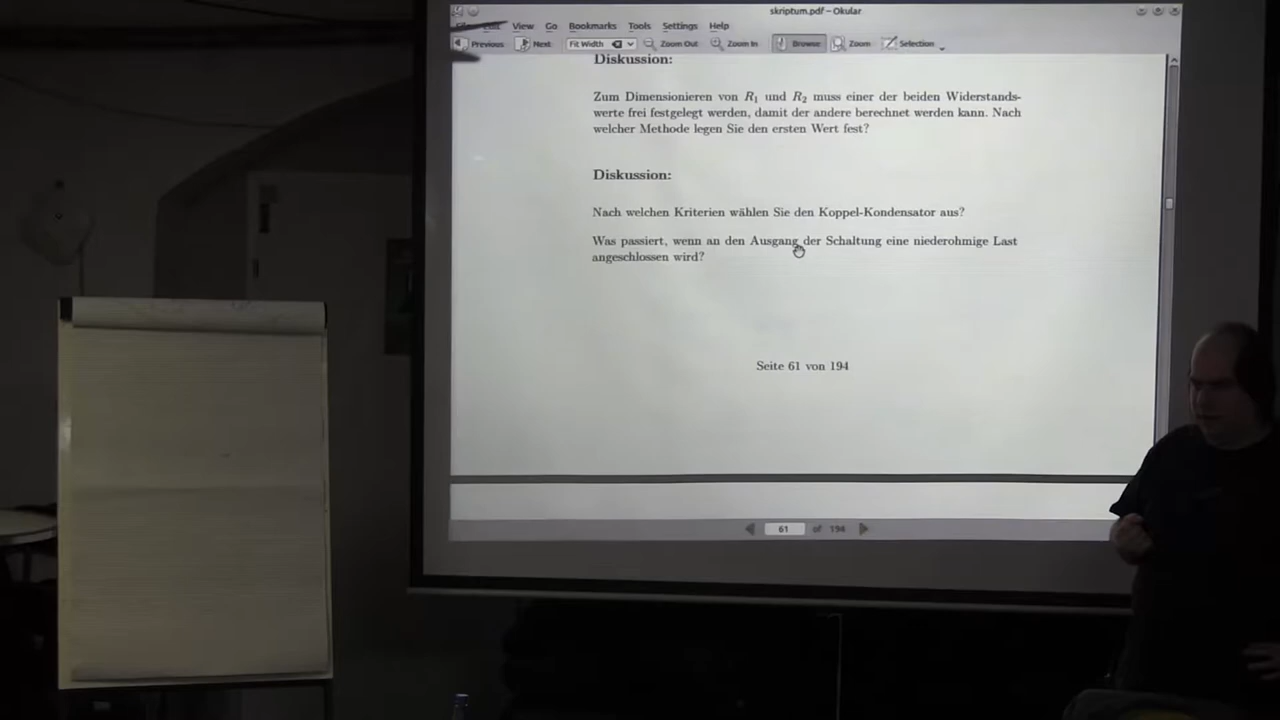 skriptum.pdf – Okular
Edit View Go Bookmarks Tools Settings Help
Previous Next Fit Width Zoom Out Zoom In Browse Zoom Selection
Diskussion:
Zum Dimensionieren von R₁ und R₂ muss einer der beiden Widerstands-
werte frei festgelegt werden, damit der andere berechnet werden kann. Nach
welcher Methode legen Sie den ersten Wert fest?
Diskussion:
Nach welchen Kriterien wählen Sie den Koppel-Kondensator aus?
Was passiert, wenn an den Ausgang der Schaltung eine niederohmige Last
angeschlossen wird?
Seite 61 von 194
61 of 194